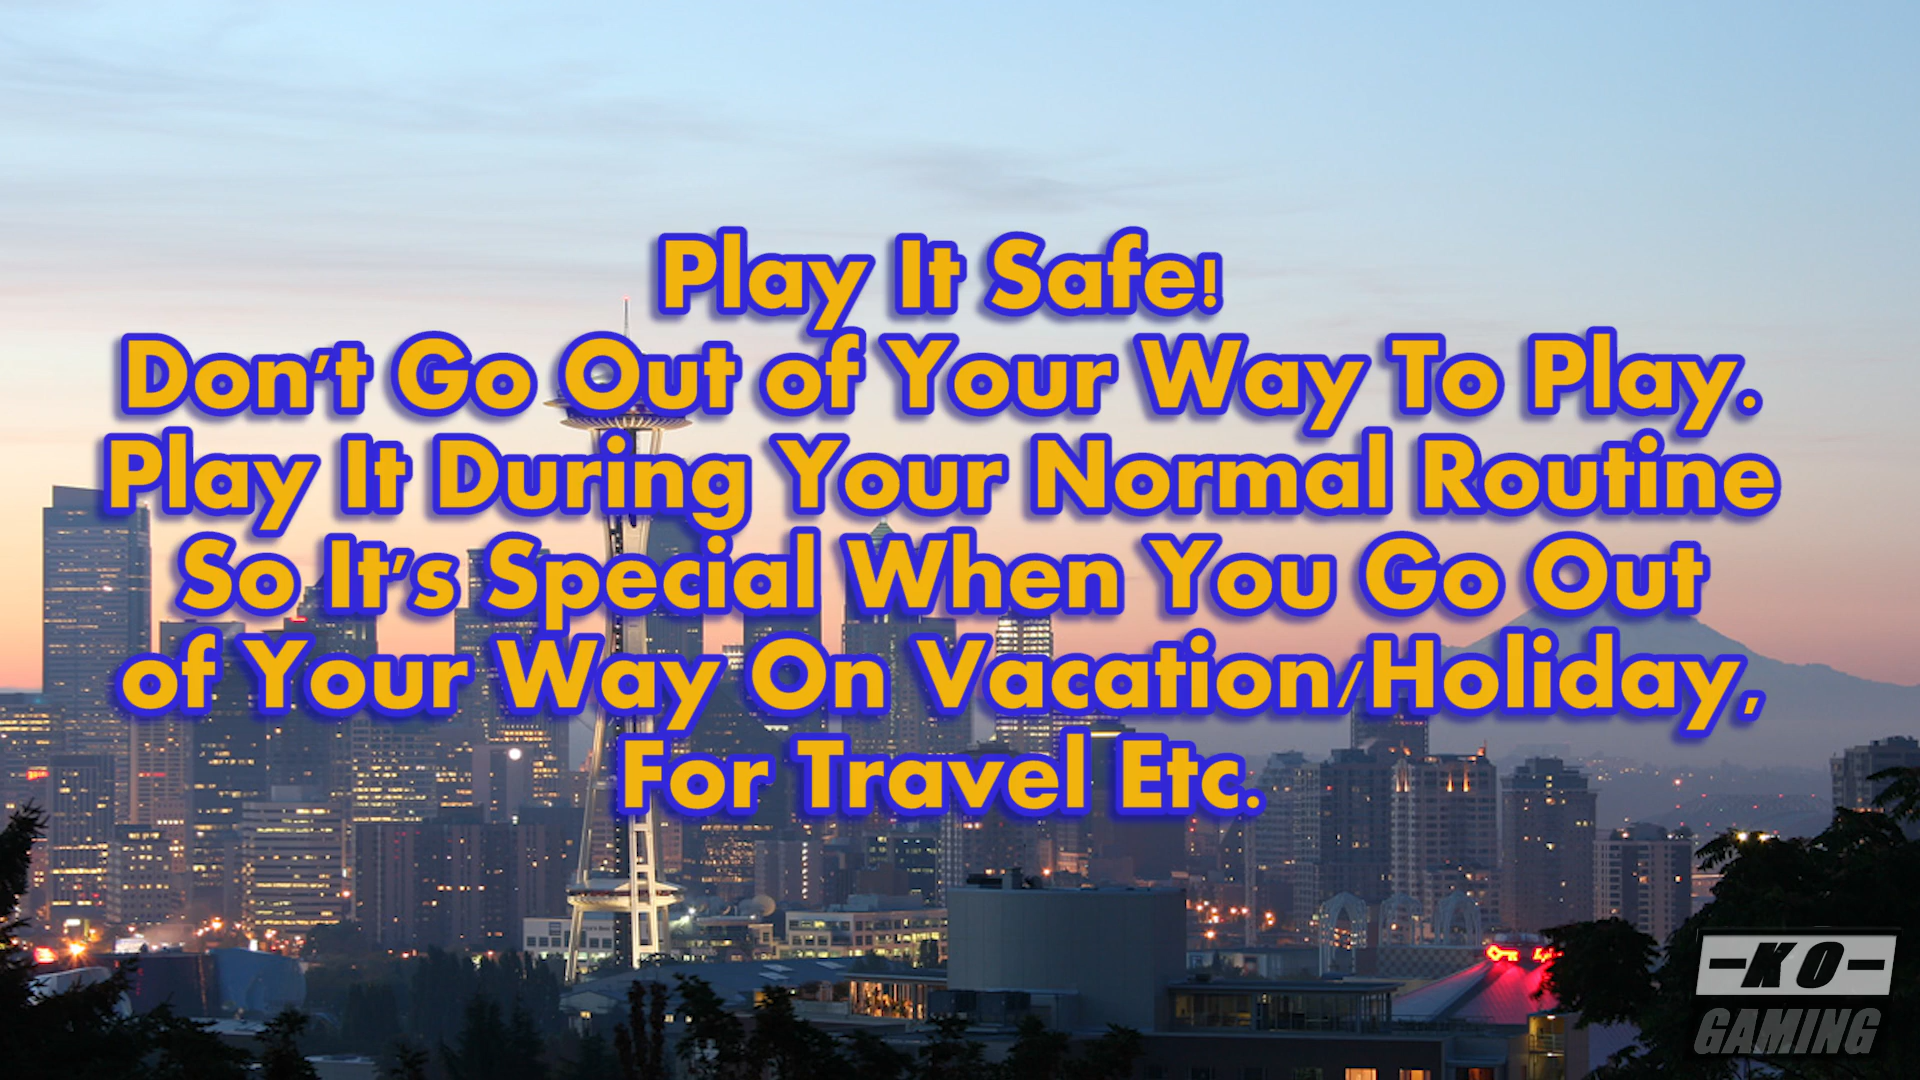 Play It Safe!
Don't Go Out of Your Way To Play.
Play It During Your Normal Routine
So It's Special When You Go Out
of Your Way On Vacation/Holiday,
For Travel Etc.
-KO-
GAMING